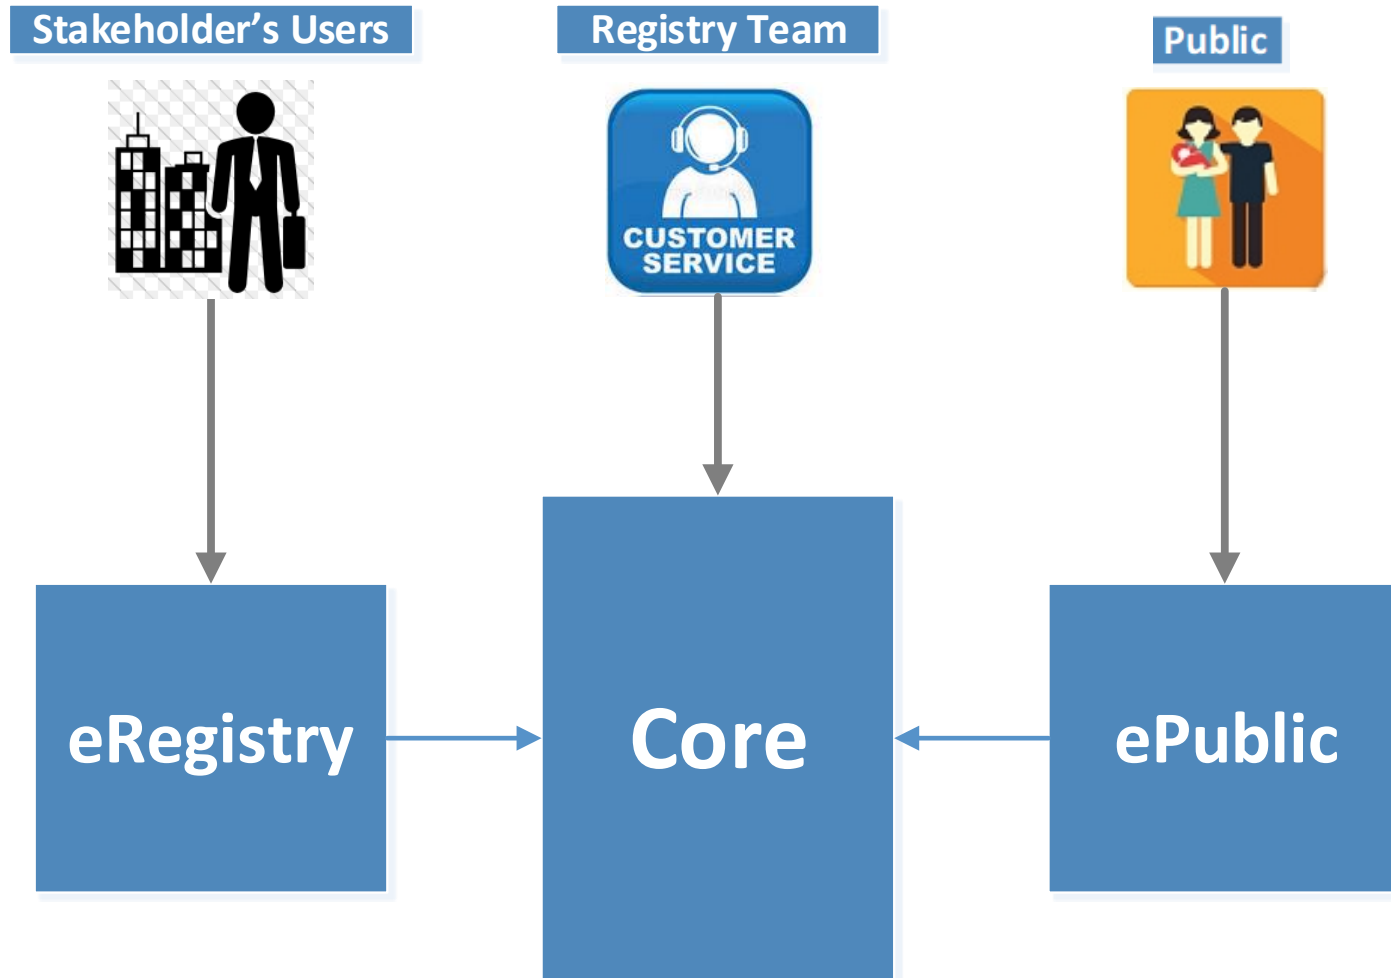 Stakeholder’s Users
Registry Team
Public
CUSTOMER
SERVICE
eRegistry
Core
ePublic